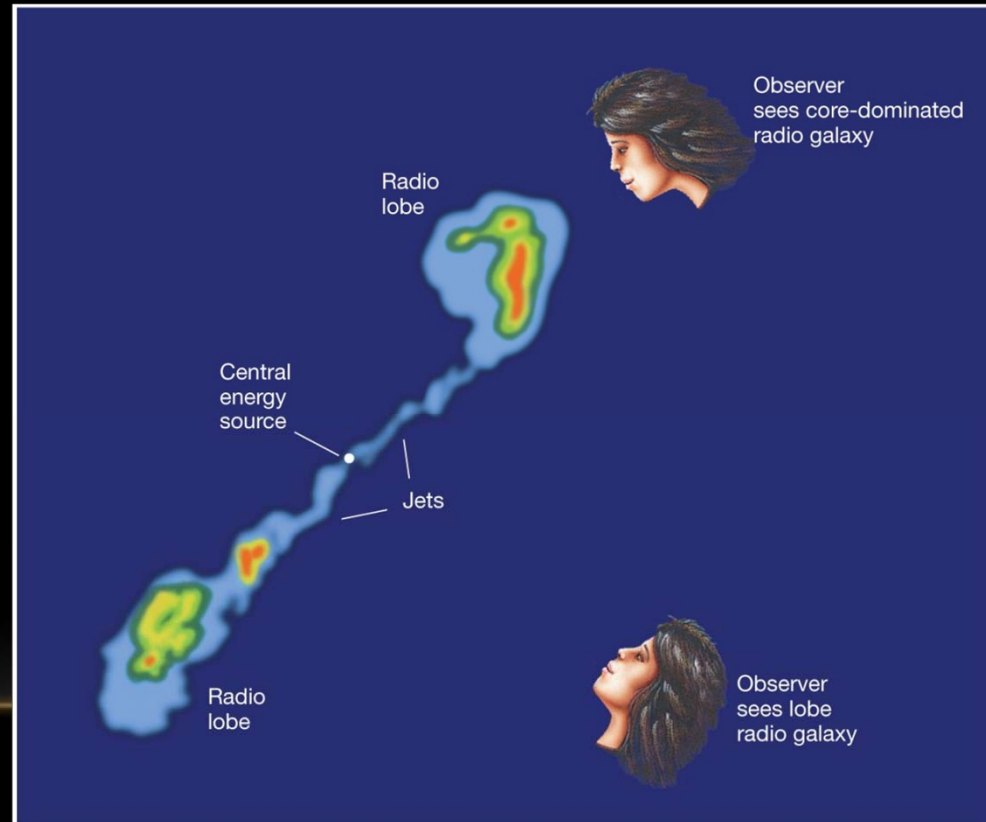 Observer
sees core-dominated
radio galaxy
Radio
lobe
Central
energy
source
Jets
Radio
lobe
Observer
sees lobe
radio galaxy